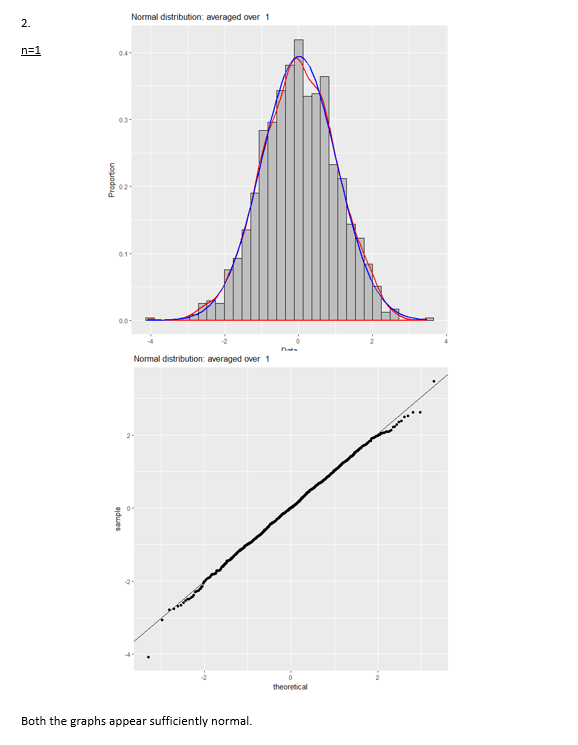 2.
n=1
Normal distribution: averaged over 1
0.4
0.3
0.2
0.1
0.0
Proportion
-4 -2 0 2 4
Data
Normal distribution: averaged over 1
2
0
-2
-4
sample
-2 0 2
theoretical
Both the graphs appear sufficiently normal.